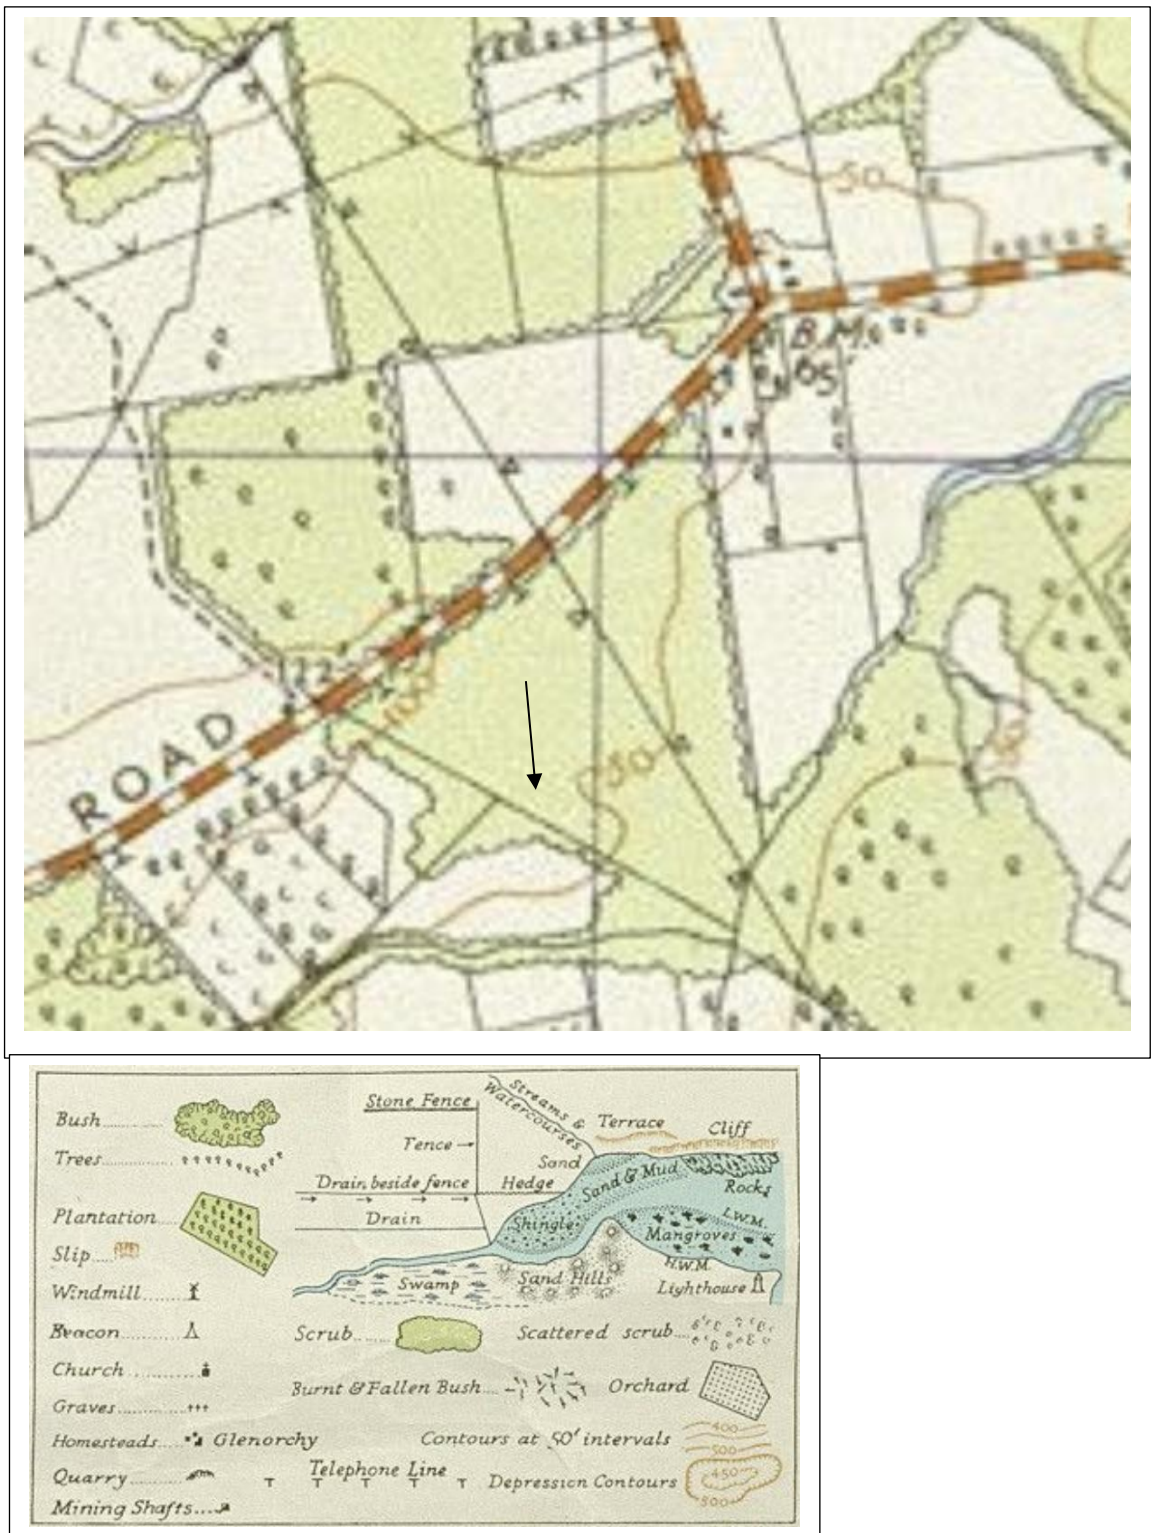 50
B.M.
65
100
50
50
ROAD
Bush
Trees
Plantation
Slip
Windmill
Beacon
Church
Graves
Homesteads Glenorchy
Quarry
Mining Shafts
Stone Fence
Fence
Drain beside fence
Drain
Streams &
Watercourses
Terrace
Cliff
Sand
Hedge
Sand & Mud
Rocks
Shingle
L.W.M.
Mangroves
H.W.M.
Swamp
Sand Hills
Lighthouse
Scrub
Scattered scrub
Burnt & Fallen Bush
Orchard
Contours at 50' intervals
400
500
Telephone Line
T T T T T
Depression Contours
450
500